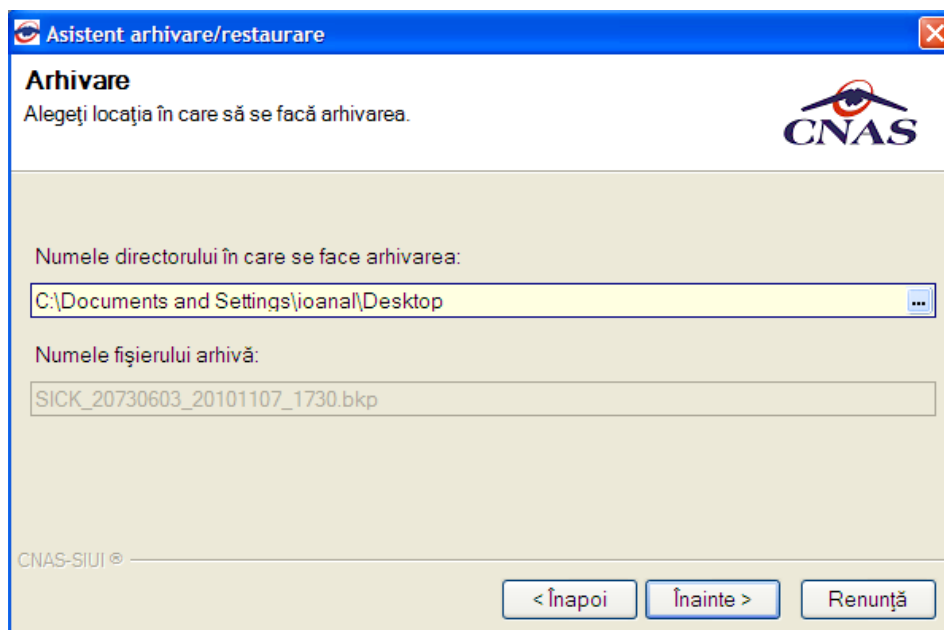 Asistent arhivare/restaurare
Arhivare
Alegeţi locaţia în care să se facă arhivarea.
CNAS
Numele directorului în care se face arhivarea:
C:\Documents and Settings\ioanal\Desktop
...
Numele fişierului arhivă:
SICK_20730603_20101107_1730.bkp
CNAS-SIUI ®
< Înapoi
Înainte >
Renunţă